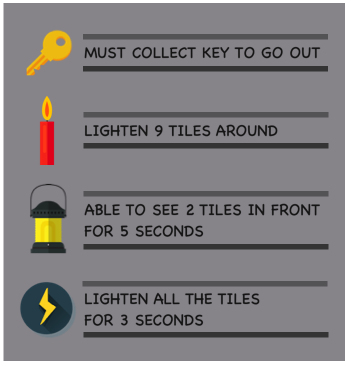 MUST COLLECT KEY TO GO OUT
LIGHTEN 9 TILES AROUND
ABLE TO SEE 2 TILES IN FRONT
FOR 5 SECONDS
LIGHTEN ALL THE TILES
FOR 3 SECONDS